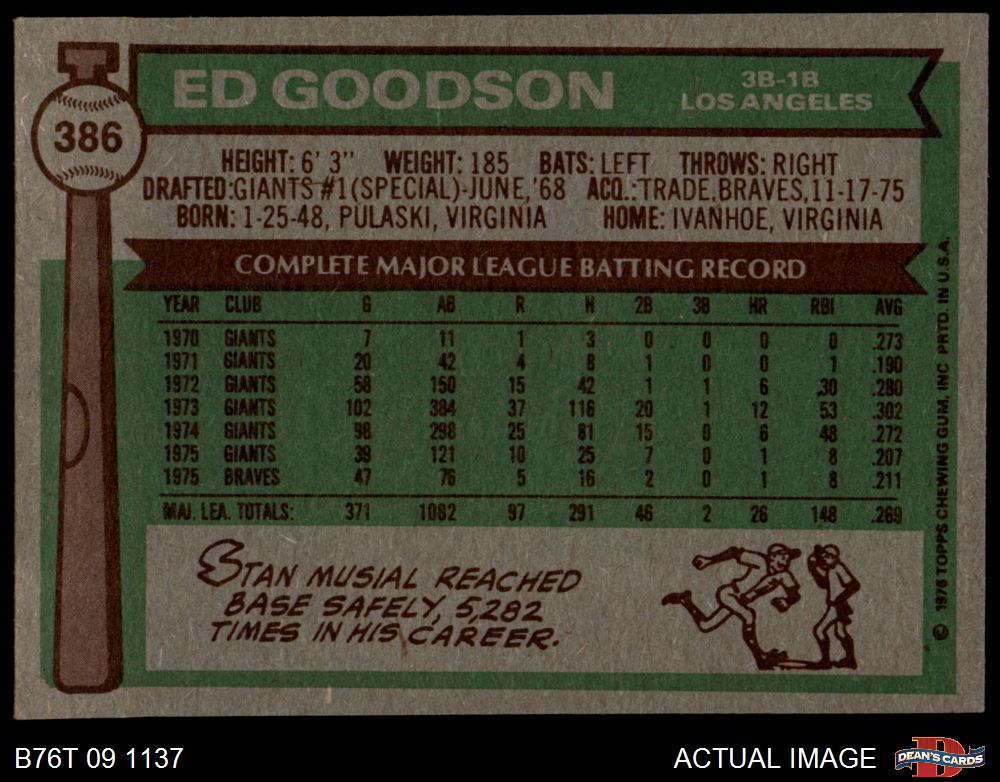 386
ED GOODSON
3B-1B
LOS ANGELES
HEIGHT: 6' 3" WEIGHT: 185 BATS: LEFT THROWS: RIGHT
DRAFTED: GIANTS #1 (SPECIAL)-JUNE, '68 ACQ.: TRADE, BRAVES, 11-17-75
BORN: 1-25-48, PULASKI, VIRGINIA HOME: IVANHOE, VIRGINIA
COMPLETE MAJOR LEAGUE BATTING RECORD
YEAR CLUB G AB R H 2B 3B HR RBI AVG
1970 GIANTS 7 11 1 3 0 0 0 0 .273
1971 GIANTS 20 42 4 8 1 0 0 1 .190
1972 GIANTS 58 150 15 42 1 1 6 30 .280
1973 GIANTS 102 384 37 116 20 1 12 53 .302
1974 GIANTS 98 298 25 81 15 0 6 48 .272
1975 GIANTS 39 121 10 25 7 0 1 8 .207
1975 BRAVES 47 76 5 16 2 0 1 8 .211
MAJ. LEA. TOTALS: 371 1082 97 291 46 2 26 148 .269
STAN MUSIAL REACHED
BASE SAFELY, 5,282
TIMES IN HIS CAREER.
© 1976 TOPPS CHEWING GUM, INC PRTD. IN U.S.A.
B76T 09 1137
ACTUAL IMAGE
D
DEAN'S CARDS